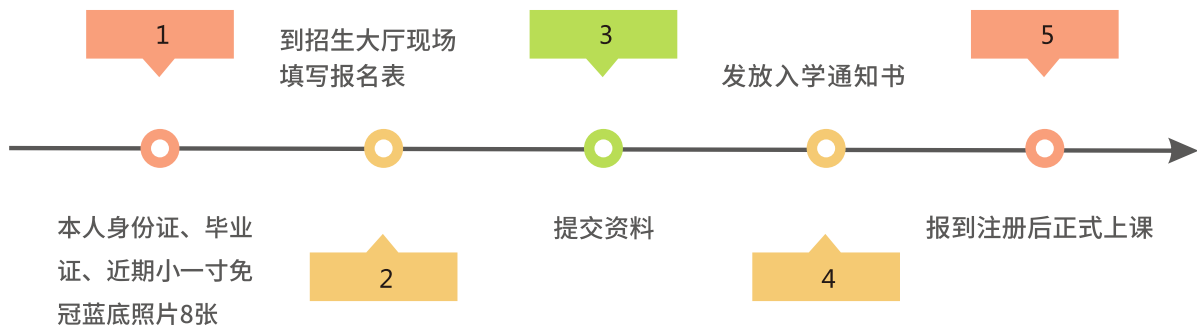 1
本人身份证、毕业
证、近期小一寸免
冠蓝底照片8张
到招生大厅现场
填写报名表
2
3
提交资料
发放入学通知书
4
5
报到注册后正式上课